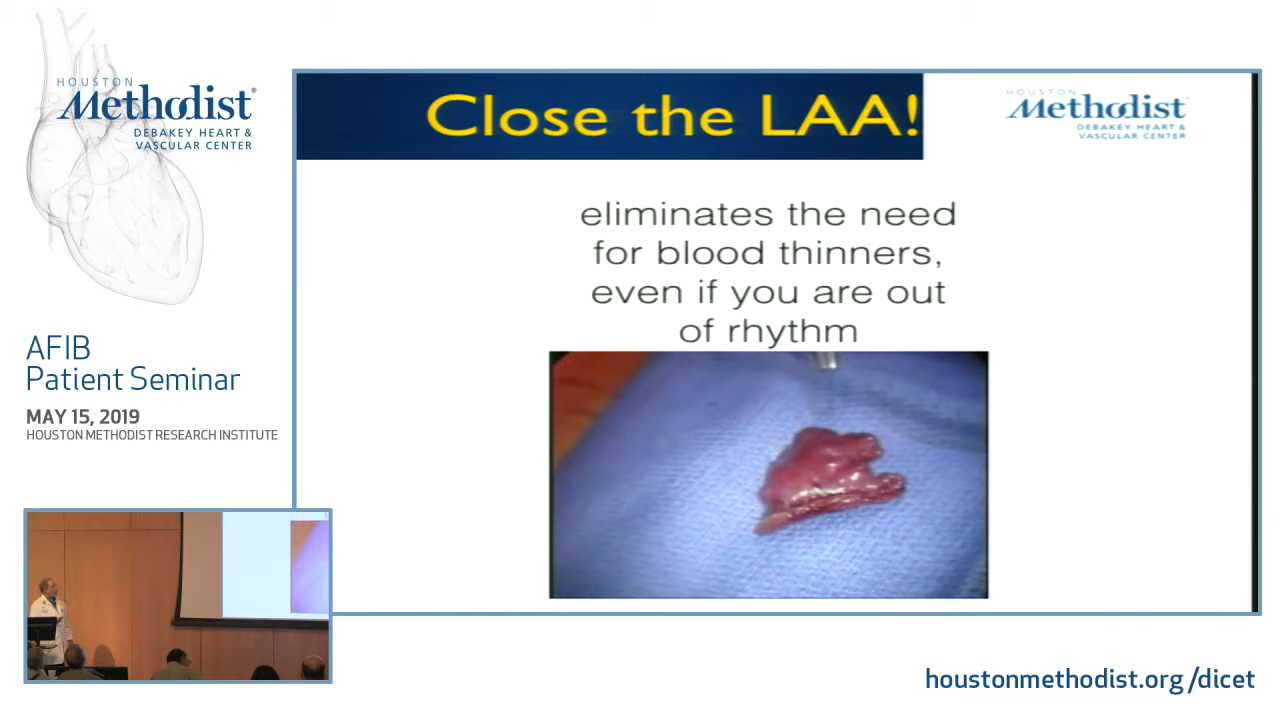 HOUSTON
Methodist®
DEBAKEY HEART &
VASCULAR CENTER
AFIB
Patient Seminar
MAY 15, 2019
HOUSTON METHODIST RESEARCH INSTITUTE
Close the LAA!
HOUSTON
Methodist
DEBAKEY HEART &
VASCULAR CENTER
eliminates the need
for blood thinners,
even if you are out
of rhythm
houstonmethodist.org/dicet